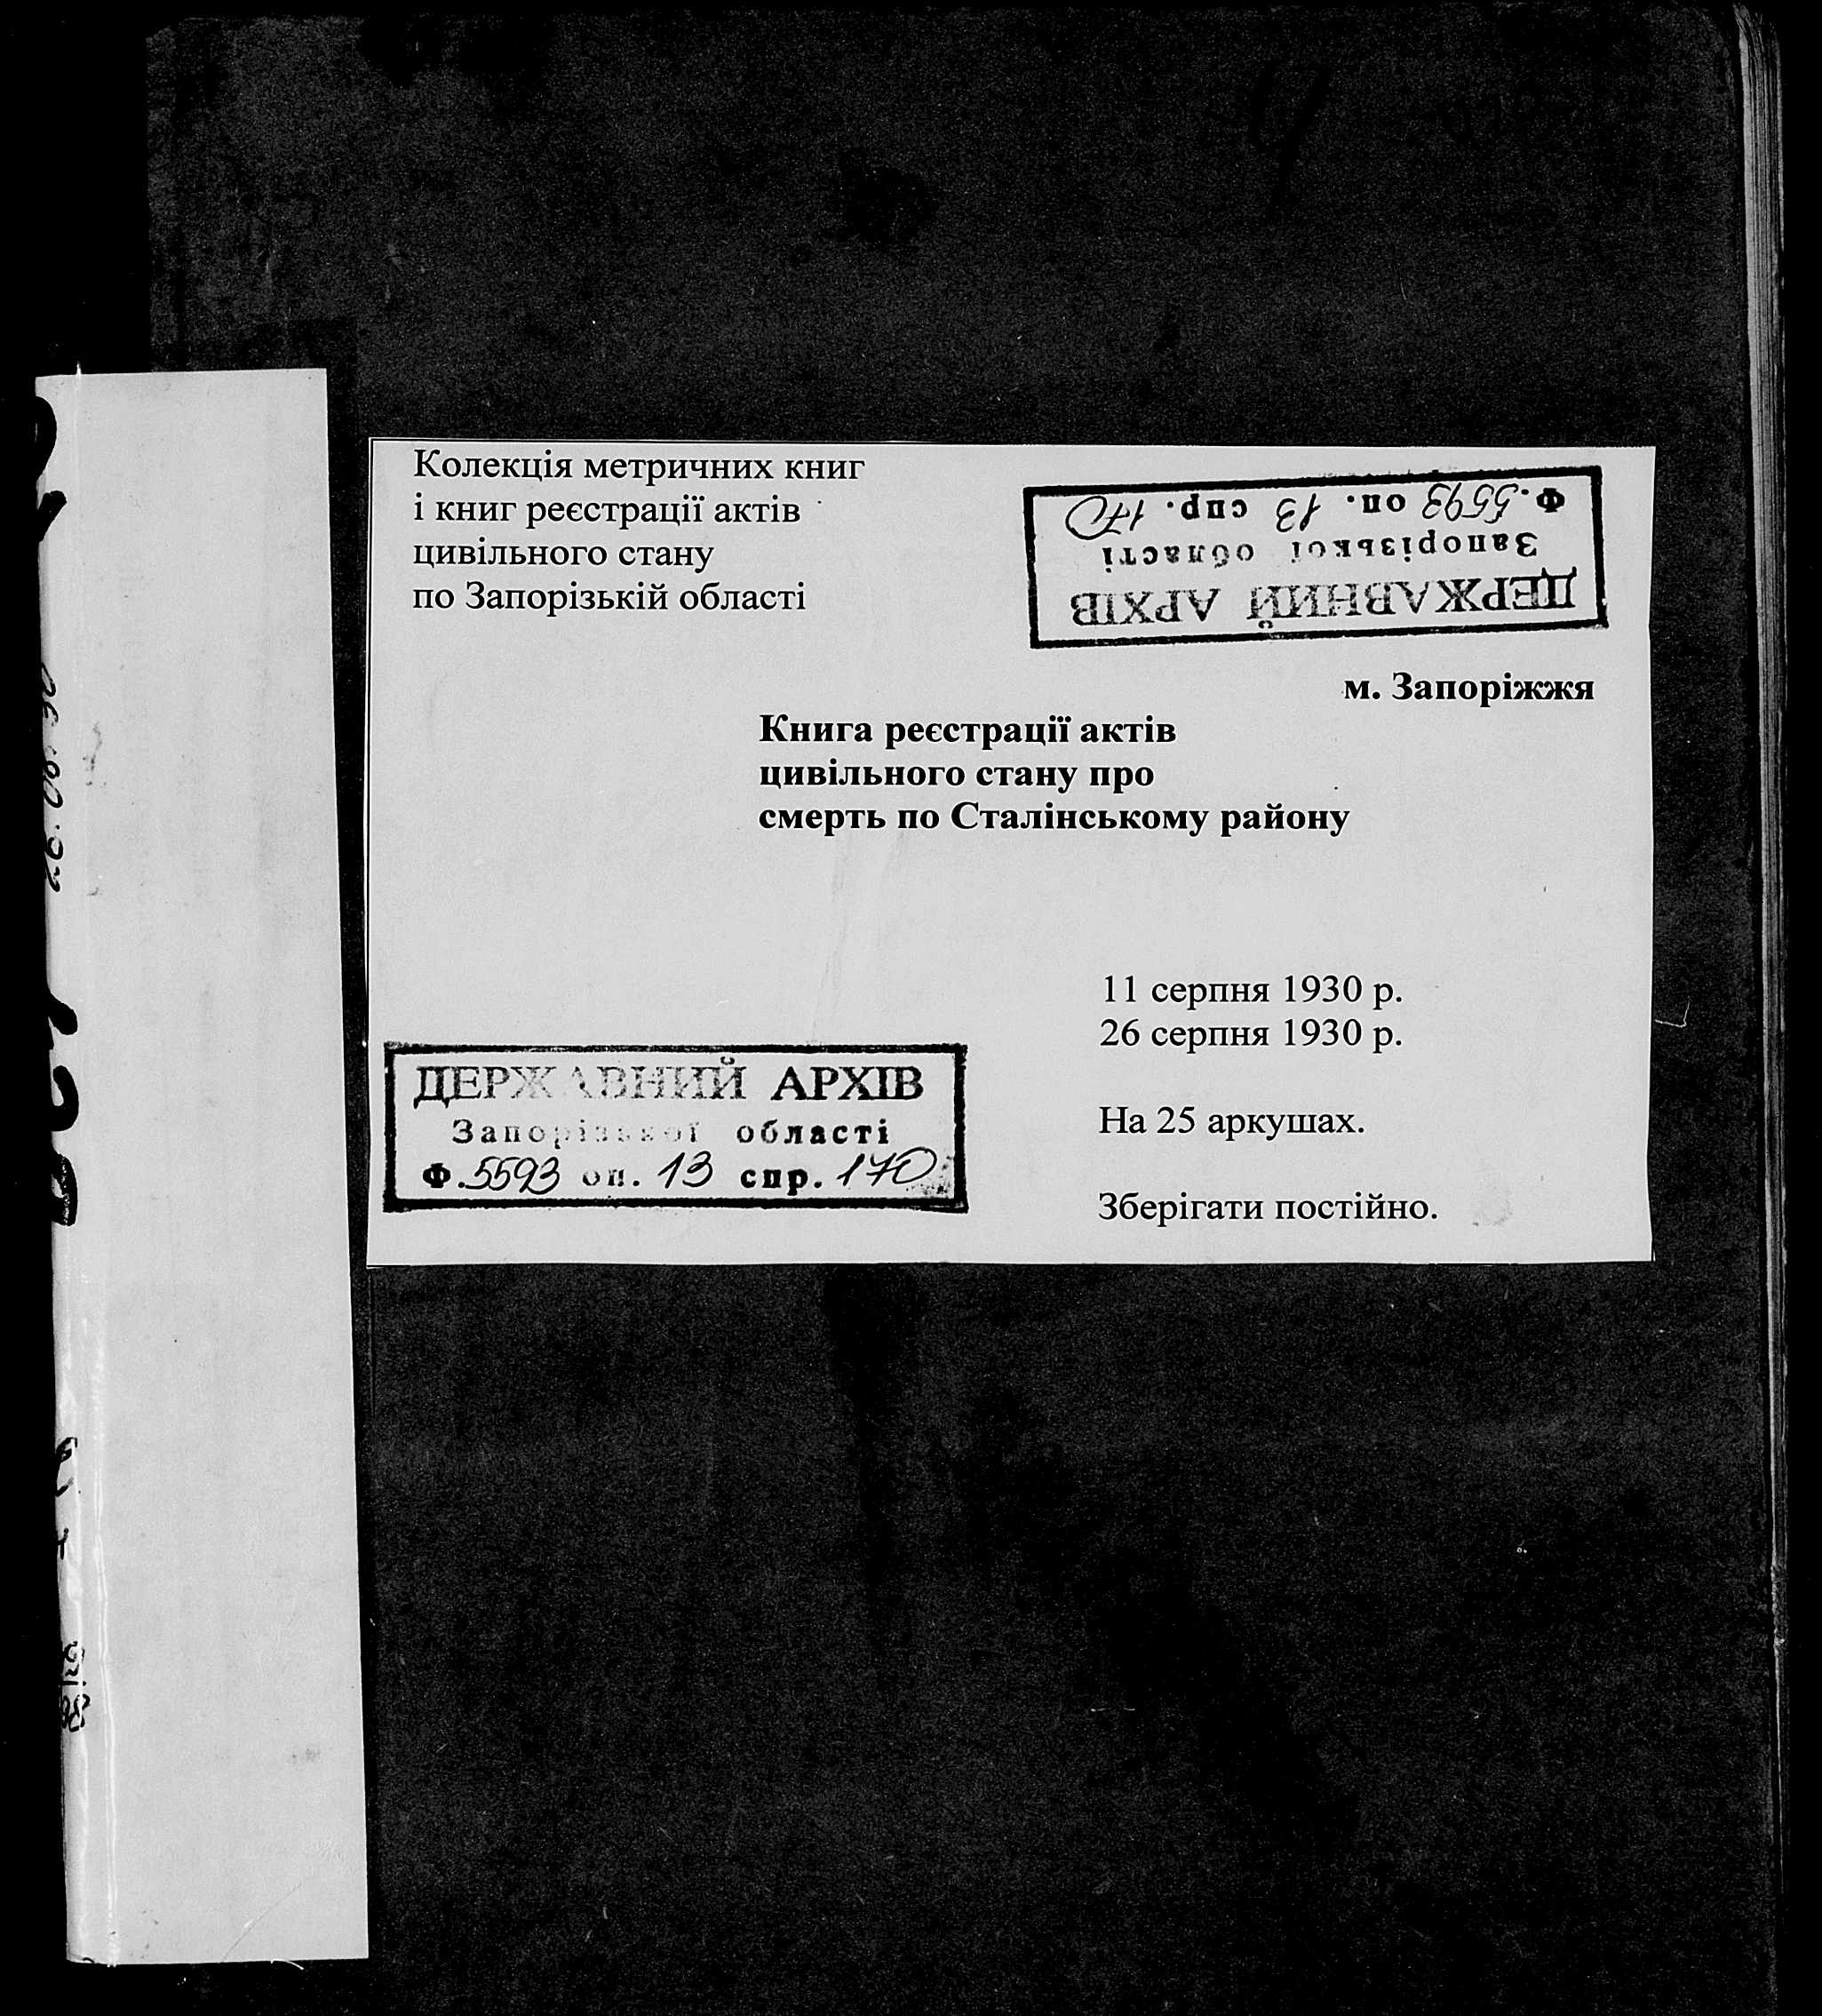 Колекція метричних книг
і книг реєстрації актів
цивільного стану
по Запорізькій області
ДЕРЖАВНИЙ АРХІВ
Запорізької області
Ф. 5593 оп. 13 спр. 170
м. Запоріжжя
Книга реєстрації актів
цивільного стану про
смерть по Сталінському району
11 серпня 1930 р.
26 серпня 1930 р.
На 25 аркушах.
Зберігати постійно.
ДЕРЖАВНИЙ АРХІВ
Запорізької області
Ф. 5593 оп. 13 спр. 170